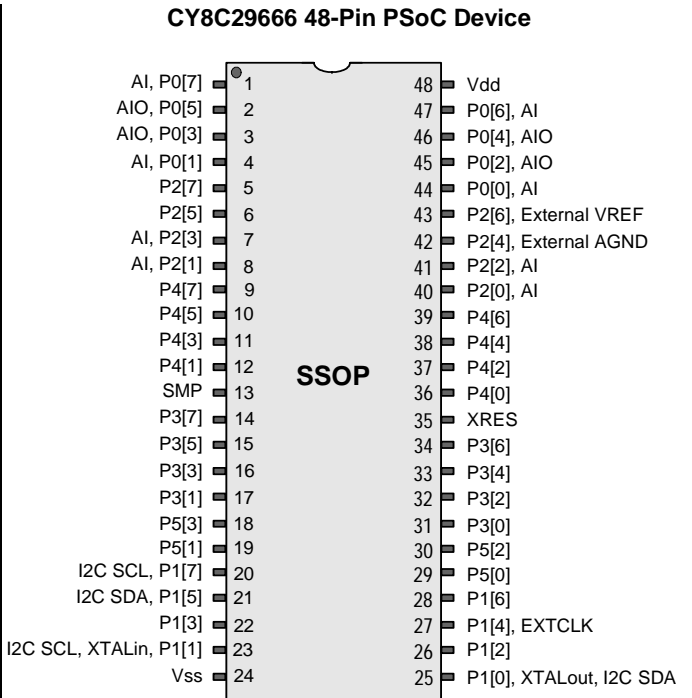 CY8C29666 48-Pin PSoC Device
AI, P0[7] 1 48 Vdd
AIO, P0[5] 2 47 P0[6], AI
AIO, P0[3] 3 46 P0[4], AIO
AI, P0[1] 4 45 P0[2], AIO
P2[7] 5 44 P0[0], AI
P2[5] 6 43 P2[6], External VREF
AI, P2[3] 7 42 P2[4], External AGND
AI, P2[1] 8 41 P2[2], AI
P4[7] 9 40 P2[0], AI
P4[5] 10 39 P4[6]
P4[3] 11 38 P4[4]
P4[1] 12 37 P4[2]
SSOP
SMP 13 36 P4[0]
P3[7] 14 35 XRES
P3[5] 15 34 P3[6]
P3[3] 16 33 P3[4]
P3[1] 17 32 P3[2]
P5[3] 18 31 P3[0]
P5[1] 19 30 P5[2]
I2C SCL, P1[7] 20 29 P5[0]
I2C SDA, P1[5] 21 28 P1[6]
P1[3] 22 27 P1[4], EXTCLK
I2C SCL, XTALin, P1[1] 23 26 P1[2]
Vss 24 25 P1[0], XTALout, I2C SDA